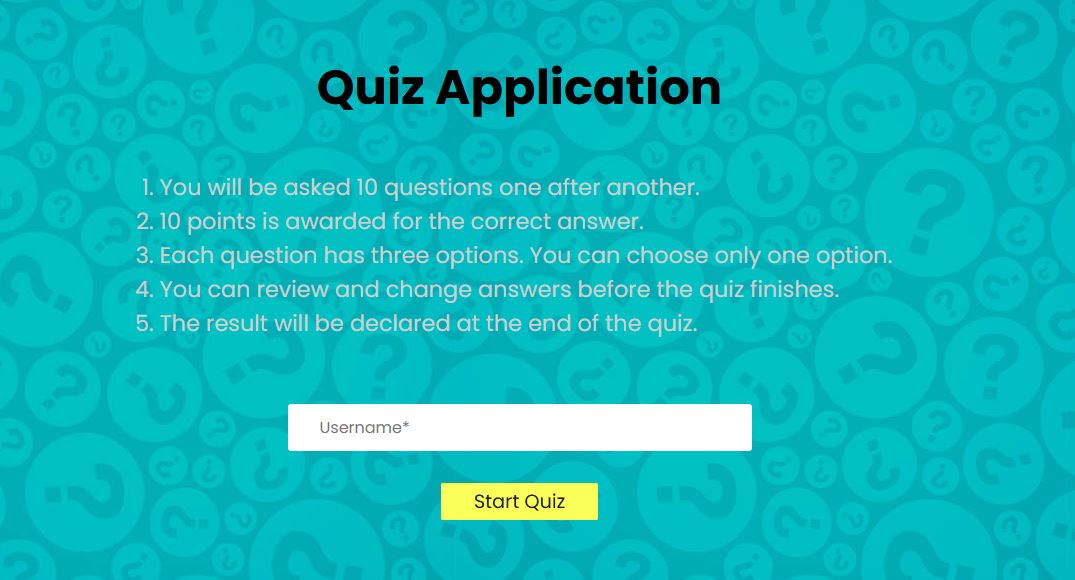 Quiz Application
1. You will be asked 10 questions one after another.
2. 10 points is awarded for the correct answer.
3. Each question has three options. You can choose only one option.
4. You can review and change answers before the quiz finishes.
5. The result will be declared at the end of the quiz.
Username*
Start Quiz